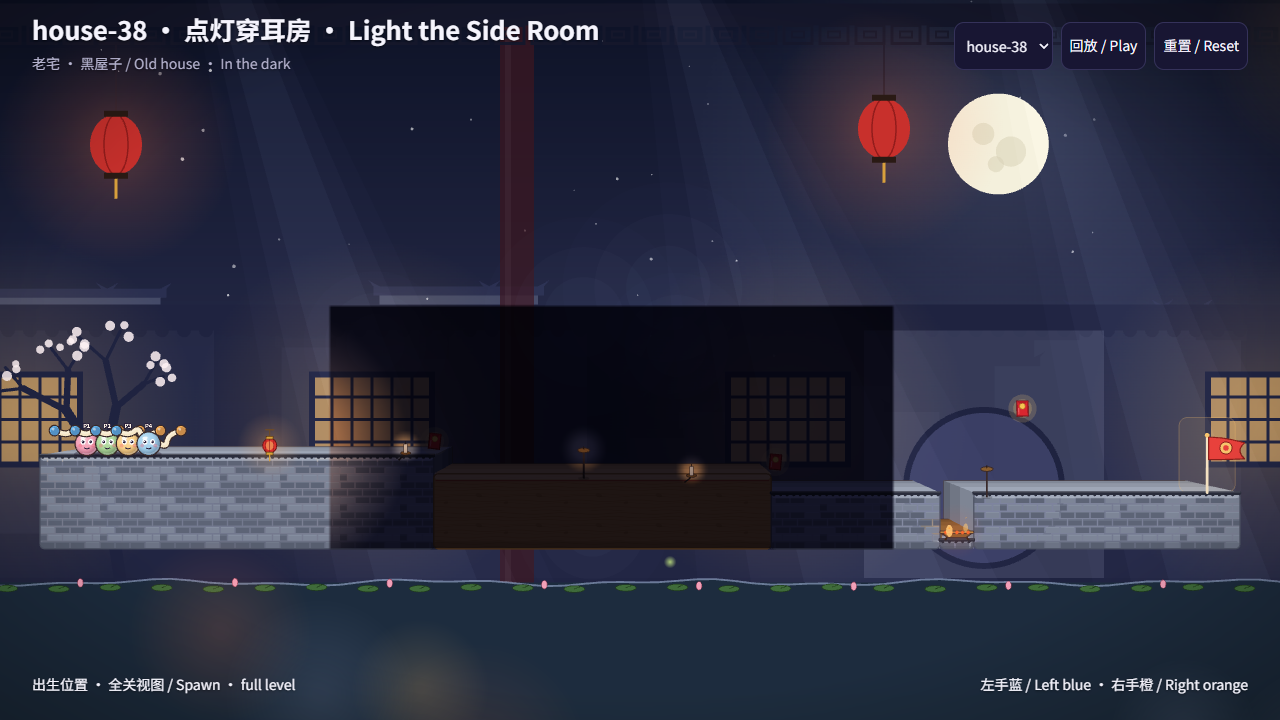 house-38 · 点灯穿耳房 · Light the Side Room
老宅 · 黑屋子 / Old house : In the dark
house-38
回放 / Play
重置 / Reset
P1 P1 P3 P4
出生位置 · 全关视图 / Spawn · full level
左手蓝 / Left blue · 右手橙 / Right orange